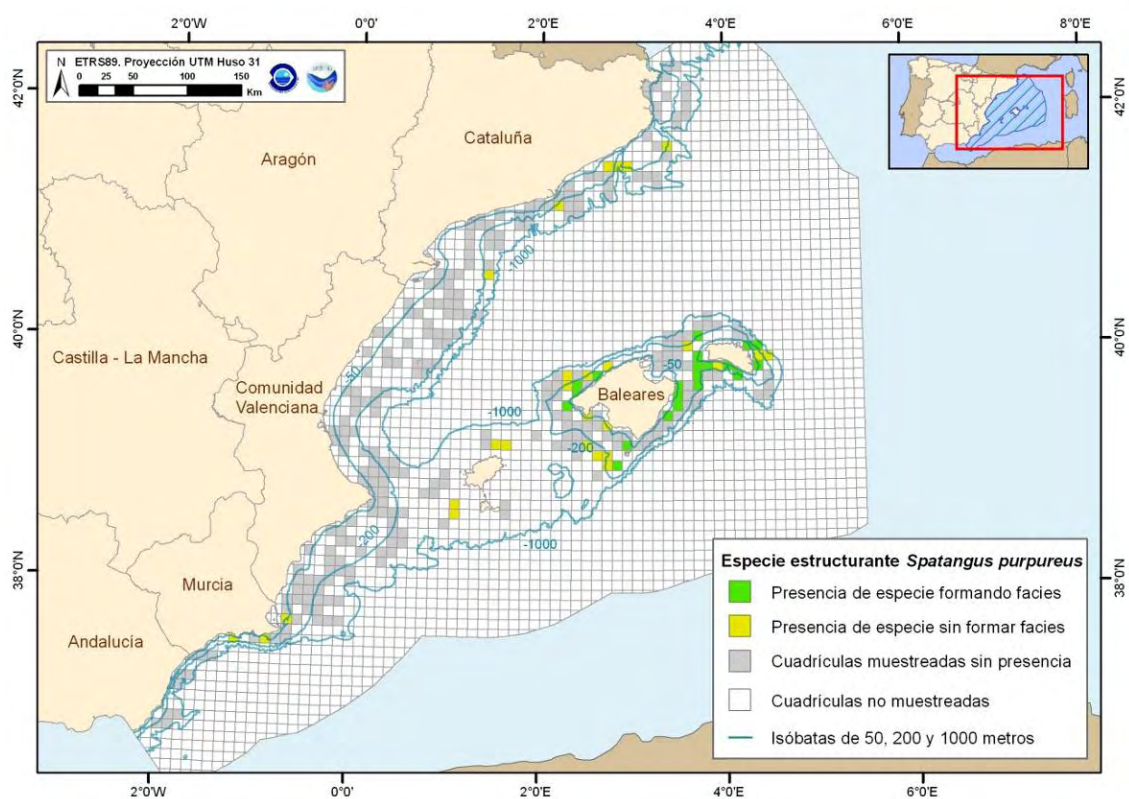 2°0'W
0°
2°0'E
4°0'E
6°0'E
8°0'E
N
ETRS89. Proyección UTM Huso 31
0 25 50 100 150
Km
42°0'N
42°0'N
Cataluña
Aragón
-1000
40°0'N
40°0'N
Castilla - La Mancha
-50
Comunidad
Valenciana
-50
Baleares
-1000
-200
-200
-1000
38°0'N
38°0'N
Murcia
Andalucía
Especie estructurante Spatangus purpureus
Presencia de especie formando facies
Presencia de especie sin formar facies
Cuadrículas muestreadas sin presencia
Cuadrículas no muestreadas
Isóbatas de 50, 200 y 1000 metros
2°0'W
0°
2°0'E
4°0'E
6°0'E